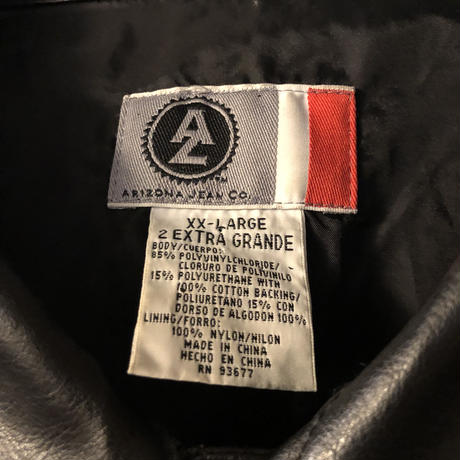 AZ
ARIZONA JEAN CO.
XX-LARGE
2 EXTRA GRANDE
BODY/CUERPO:
85% POLYVINYLCHLORIDE/
CLORURO DE POLIVINILO
15% POLYURETHANE WITH
100% COTTON BACKING/
POLIURETANO 15% CON
DORSO DE ALGODON 100%
LINING/FORRO:
100% NYLON/NILON
MADE IN CHINA
HECHO EN CHINA
RN 93677